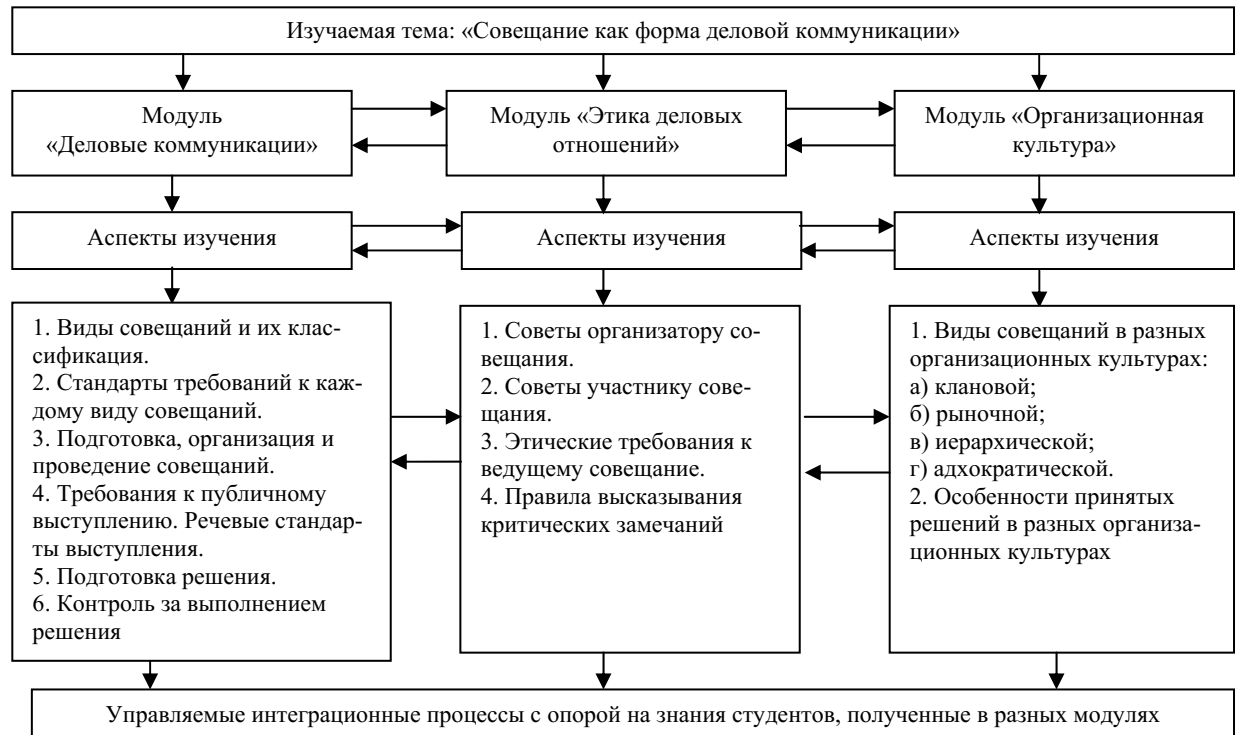 Изучаемая тема: «Совещание как форма деловой коммуникации»
Модуль
«Деловые коммуникации»
Модуль «Этика деловых
отношений»
Модуль «Организационная
культура»
Аспекты изучения
Аспекты изучения
Аспекты изучения
1. Виды совещаний и их клас-
сификация.
2. Стандарты требований к каж-
дому виду совещаний.
3. Подготовка, организация и
проведение совещаний.
4. Требования к публичному
выступлению. Речевые стандар-
ты выступления.
5. Подготовка решения.
6. Контроль за выполнением
решения
1. Советы организатору со-
вещания.
2. Советы участнику сове-
щания.
3. Этические требования к
ведущему совещание.
4. Правила высказывания
критических замечаний
1. Виды совещаний в разных
организационных культурах:
а) клановой;
б) рыночной;
в) иерархической;
г) адхократической.
2. Особенности принятых
решений в разных организа-
ционных культурах
Управляемые интеграционные процессы с опорой на знания студентов, полученные в разных модулях